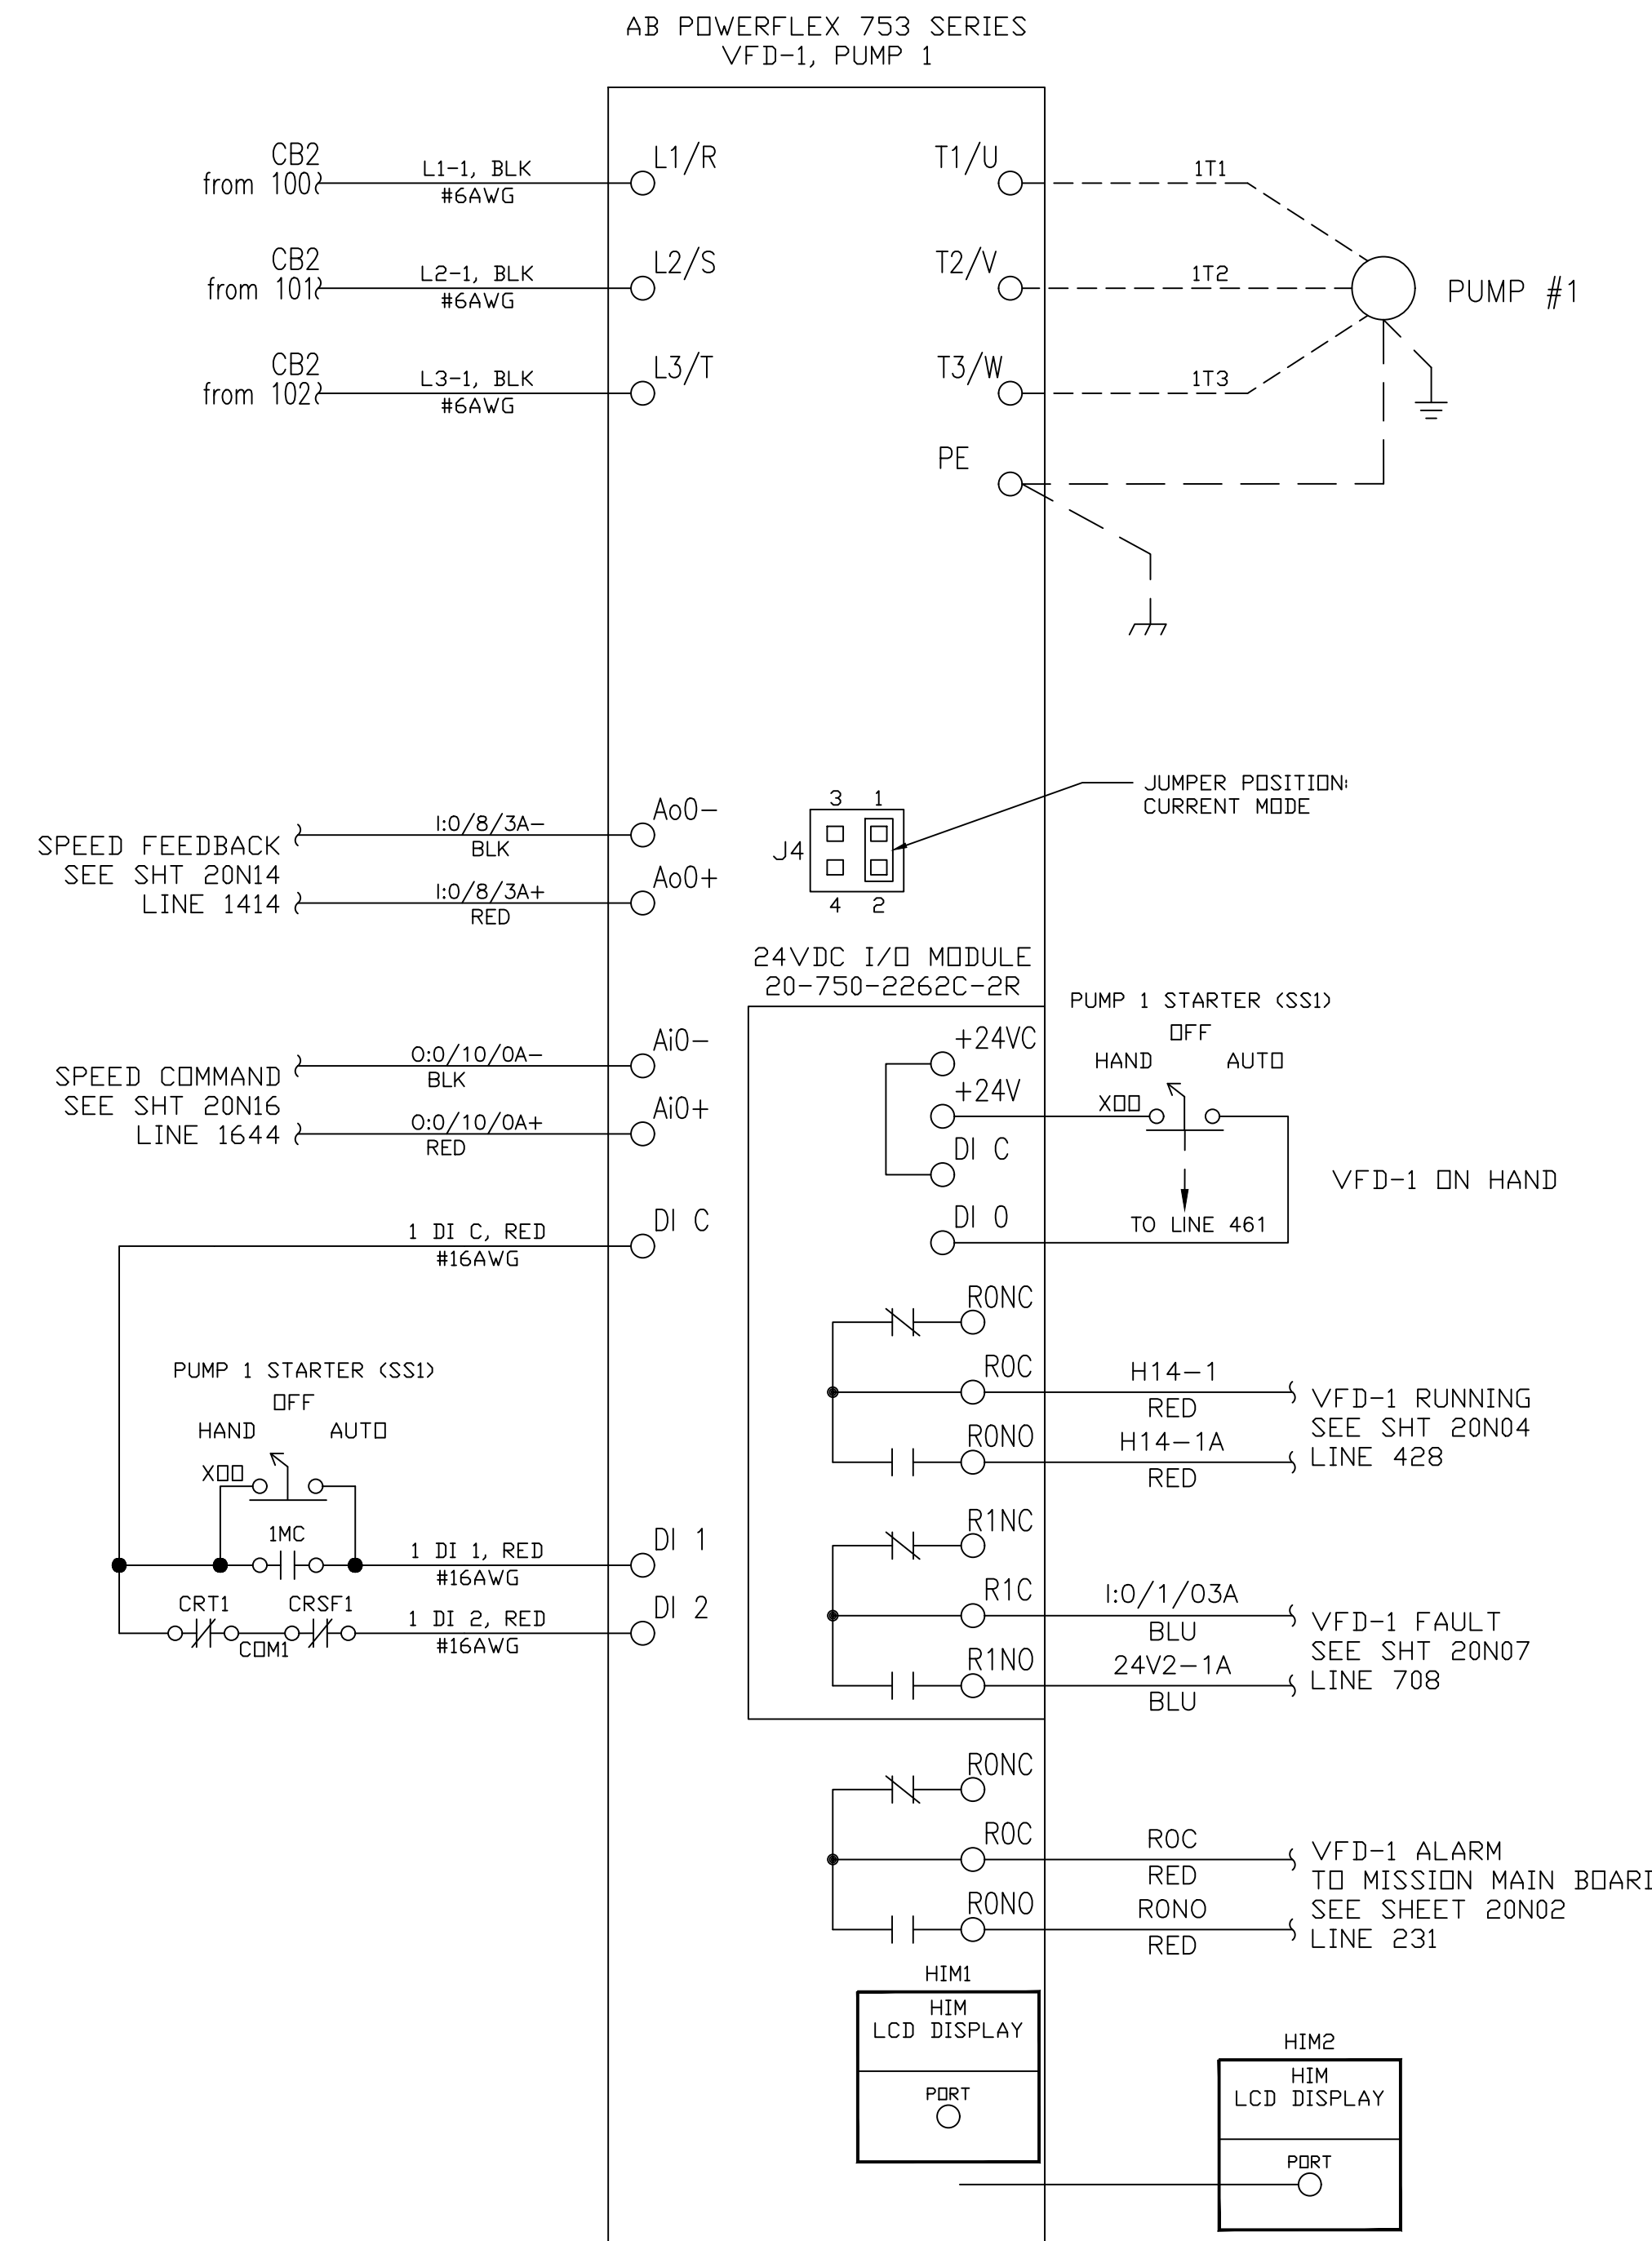 AB POWERFLEX 753 SERIES
VFD-1, PUMP 1
CB2
from 100
L1-1, BLK
#6AWG
L1/R
T1/U
1T1
CB2
from 101
L2-1, BLK
#6AWG
L2/S
T2/V
1T2
PUMP #1
CB2
from 102
L3-1, BLK
#6AWG
L3/T
T3/W
1T3
PE
JUMPER POSITION:
CURRENT MODE
3 1
J4
4 2
SPEED FEEDBACK
SEE SHT 20N14
LINE 1414
I:0/8/3A-
BLK
Ao0-
I:0/8/3A+
RED
Ao0+
24VDC I/O MODULE
20-750-2262C-2R
SPEED COMMAND
SEE SHT 20N16
LINE 1644
O:0/10/0A-
BLK
Ai0-
O:0/10/0A+
RED
Ai0+
+24VC
+24V
DI C
DI 0
PUMP 1 STARTER (SS1)
OFF
HAND AUTO
XOO
TO LINE 461
VFD-1 ON HAND
1 DI C, RED
#16AWG
DI C
PUMP 1 STARTER (SS1)
OFF
HAND AUTO
XOO
1MC
1 DI 1, RED
#16AWG
DI 1
CRT1
CRSF1
COM1
1 DI 2, RED
#16AWG
DI 2
R0NC
R0C
H14-1
RED
R0NO
H14-1A
RED
VFD-1 RUNNING
SEE SHT 20N04
LINE 428
R1NC
R1C
I:0/1/03A
BLU
R1NO
24V2-1A
BLU
VFD-1 FAULT
SEE SHT 20N07
LINE 708
R0NC
R0C
R0C
RED
R0NO
R0NO
RED
VFD-1 ALARM
TO MISSION MAIN BOARD
SEE SHEET 20N02
LINE 231
HIM1
HIM
LCD DISPLAY
PORT
HIM2
HIM
LCD DISPLAY
PORT